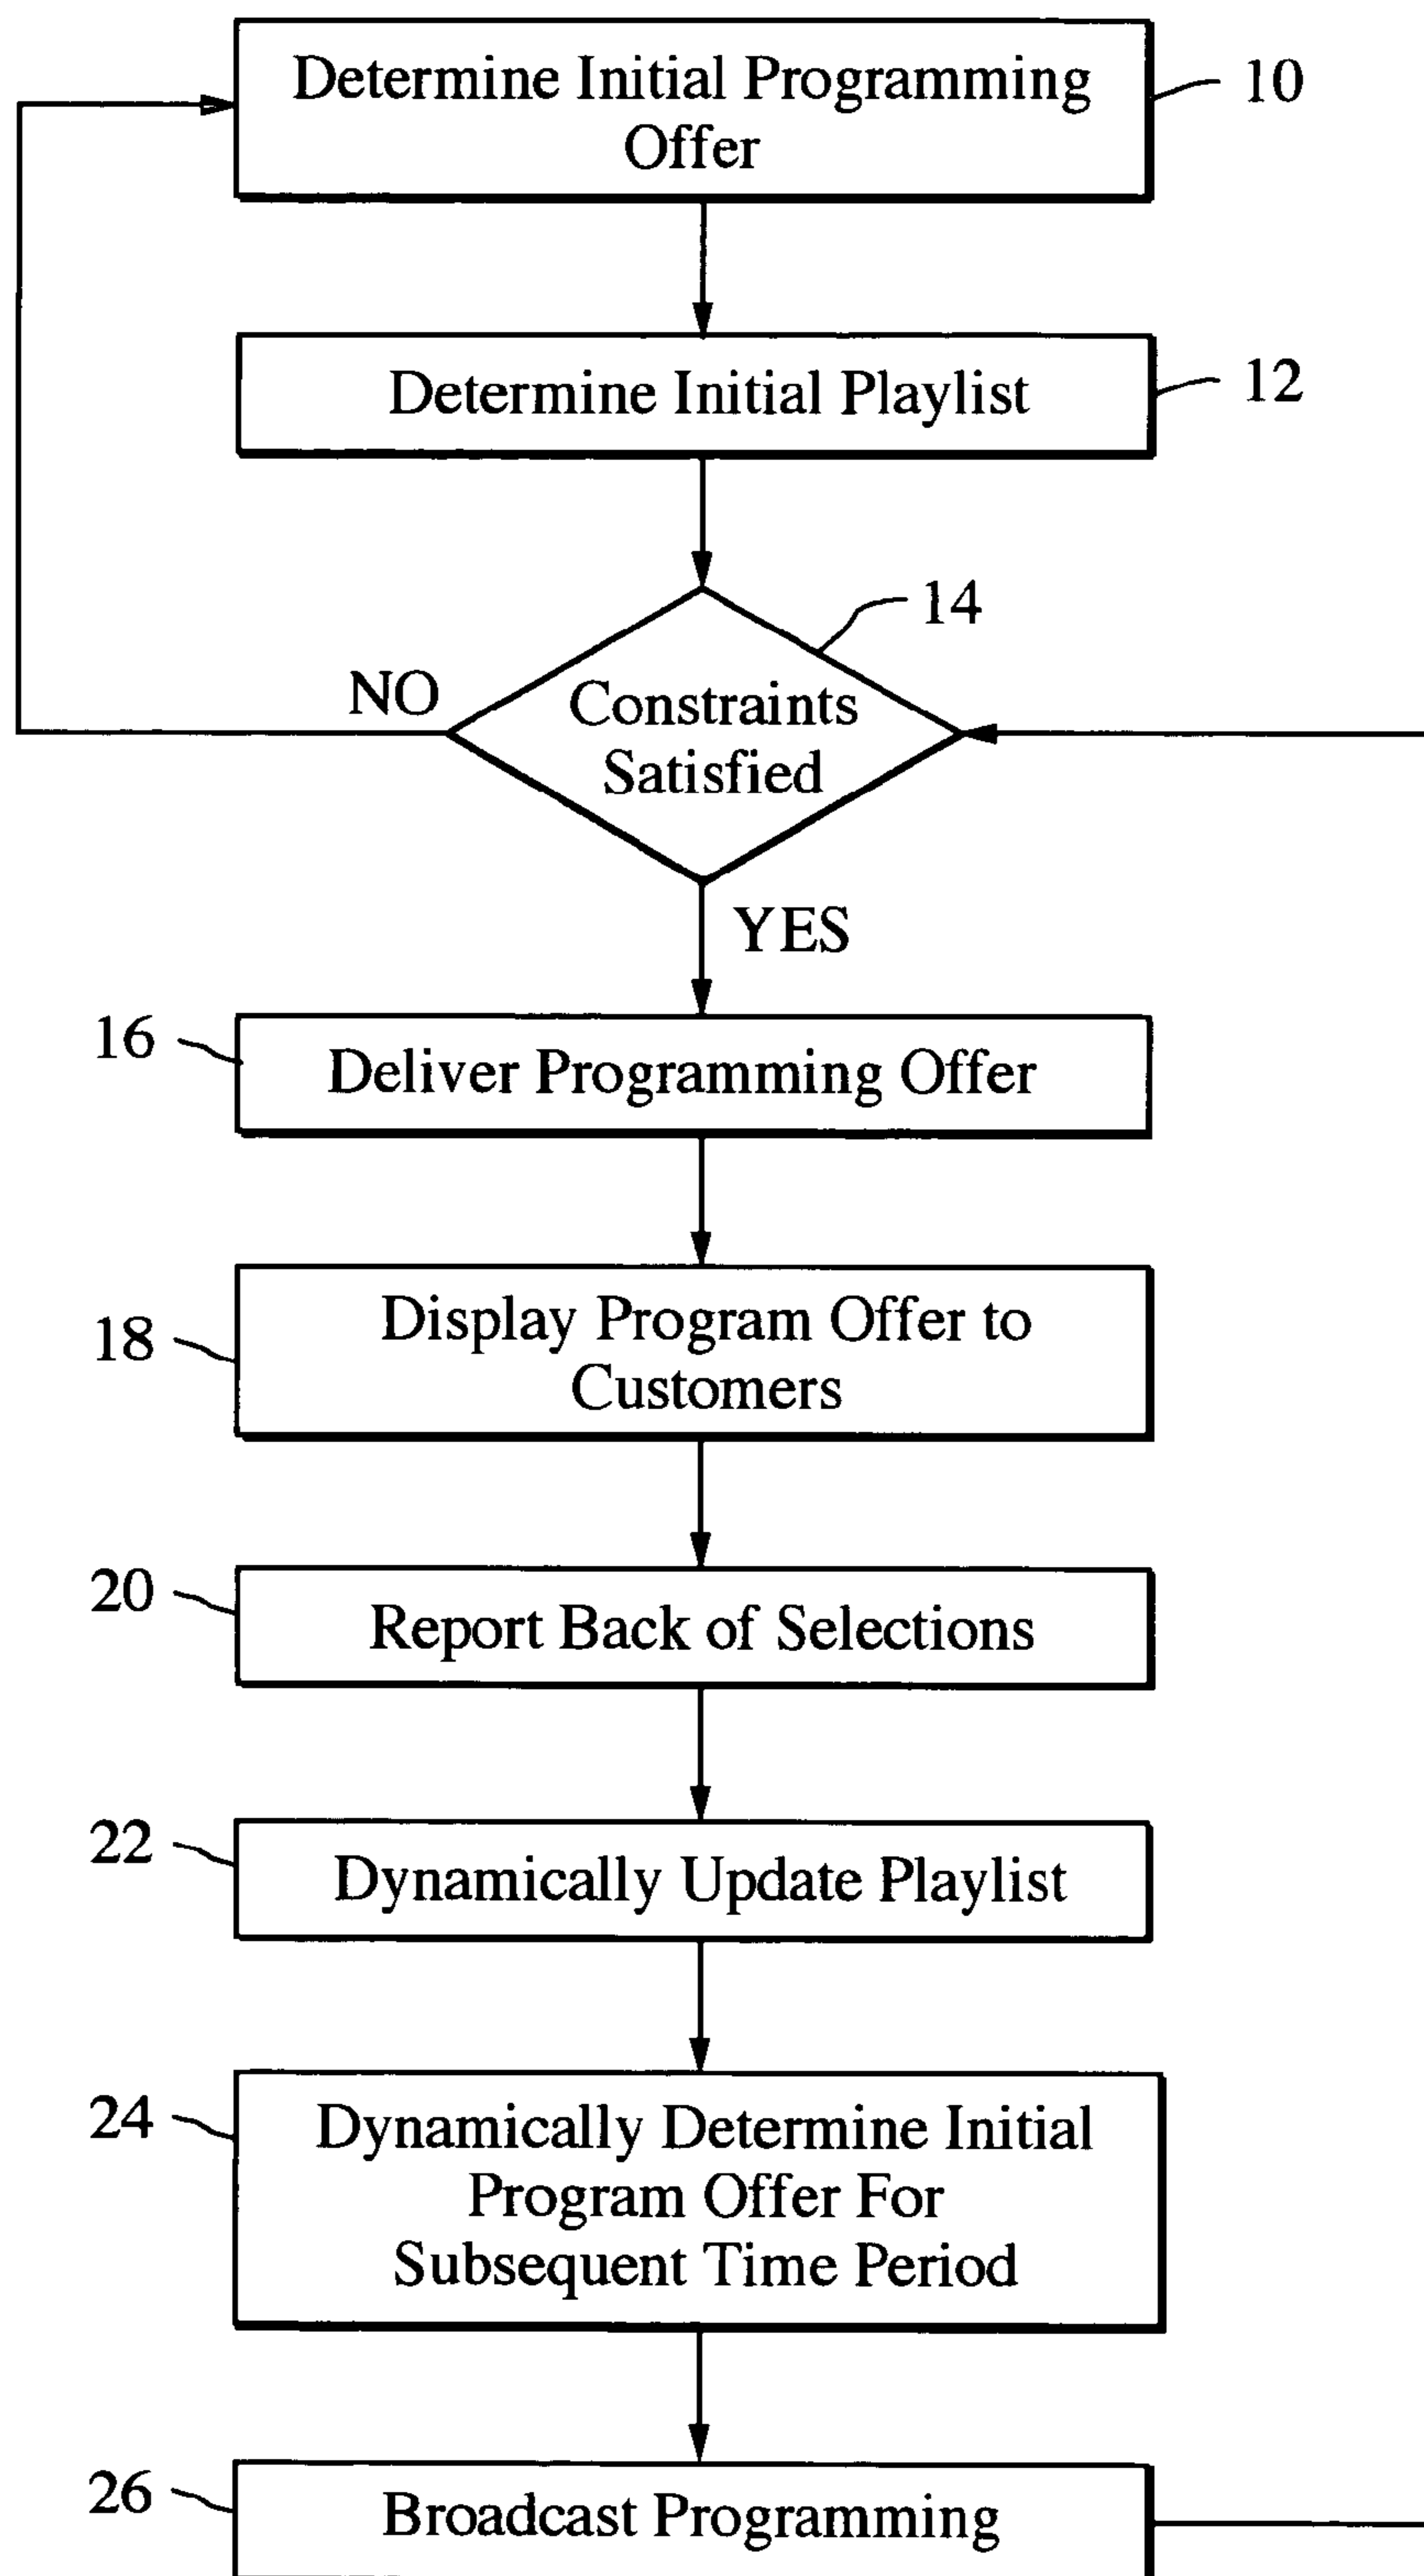 Determine Initial Programming
Offer
10
Determine Initial Playlist
12
14
NO
Constraints
Satisfied
YES
16
Deliver Programming Offer
18
Display Program Offer to
Customers
20
Report Back of Selections
22
Dynamically Update Playlist
24
Dynamically Determine Initial
Program Offer For
Subsequent Time Period
26
Broadcast Programming